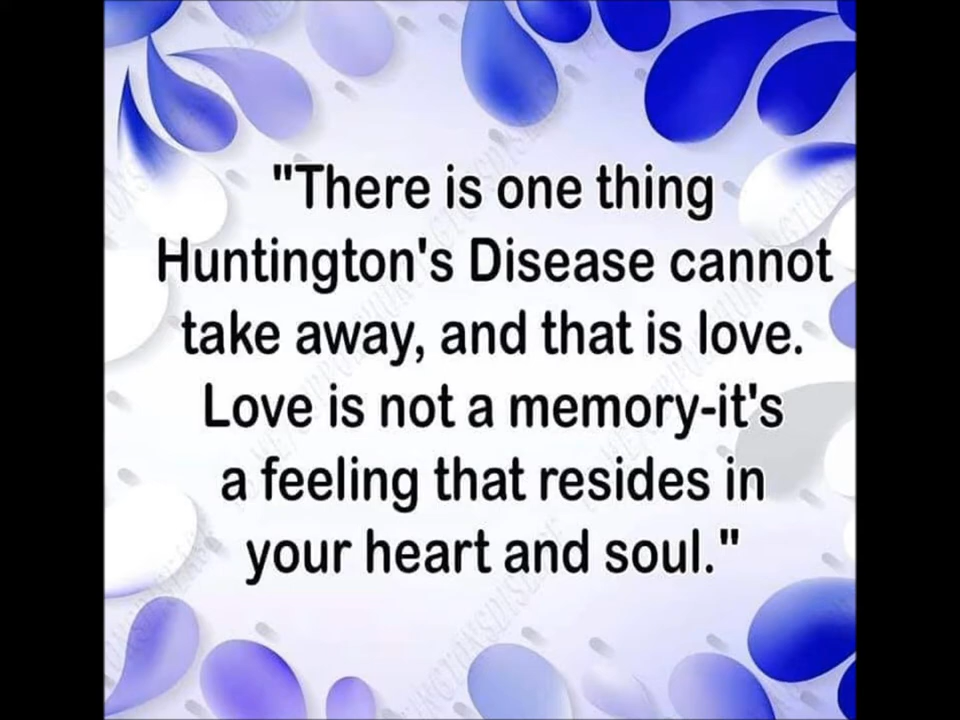 "There is one thing
Huntington's Disease cannot
take away, and that is love.
Love is not a memory-it's
a feeling that resides in
your heart and soul."